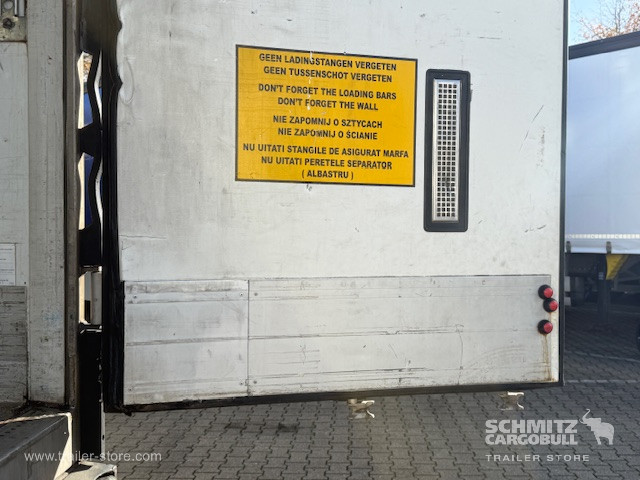 GEEN LADINGSTANGEN VERGETEN
GEEN TUSSENSCHOT VERGETEN
DON'T FORGET THE LOADING BARS
DON'T FORGET THE WALL
NIE ZAPOMNIJ O SZTYCACH
NIE ZAPOMNIJ O ŚCIANIE
NU UITATI STANGILE DE ASIGURAT MARFA
NU UITATI PERETELE SEPARATOR
( ALBASTRU )
www.trailer-store.com
SCHMITZ
CARGOBULL
TRAILER STORE